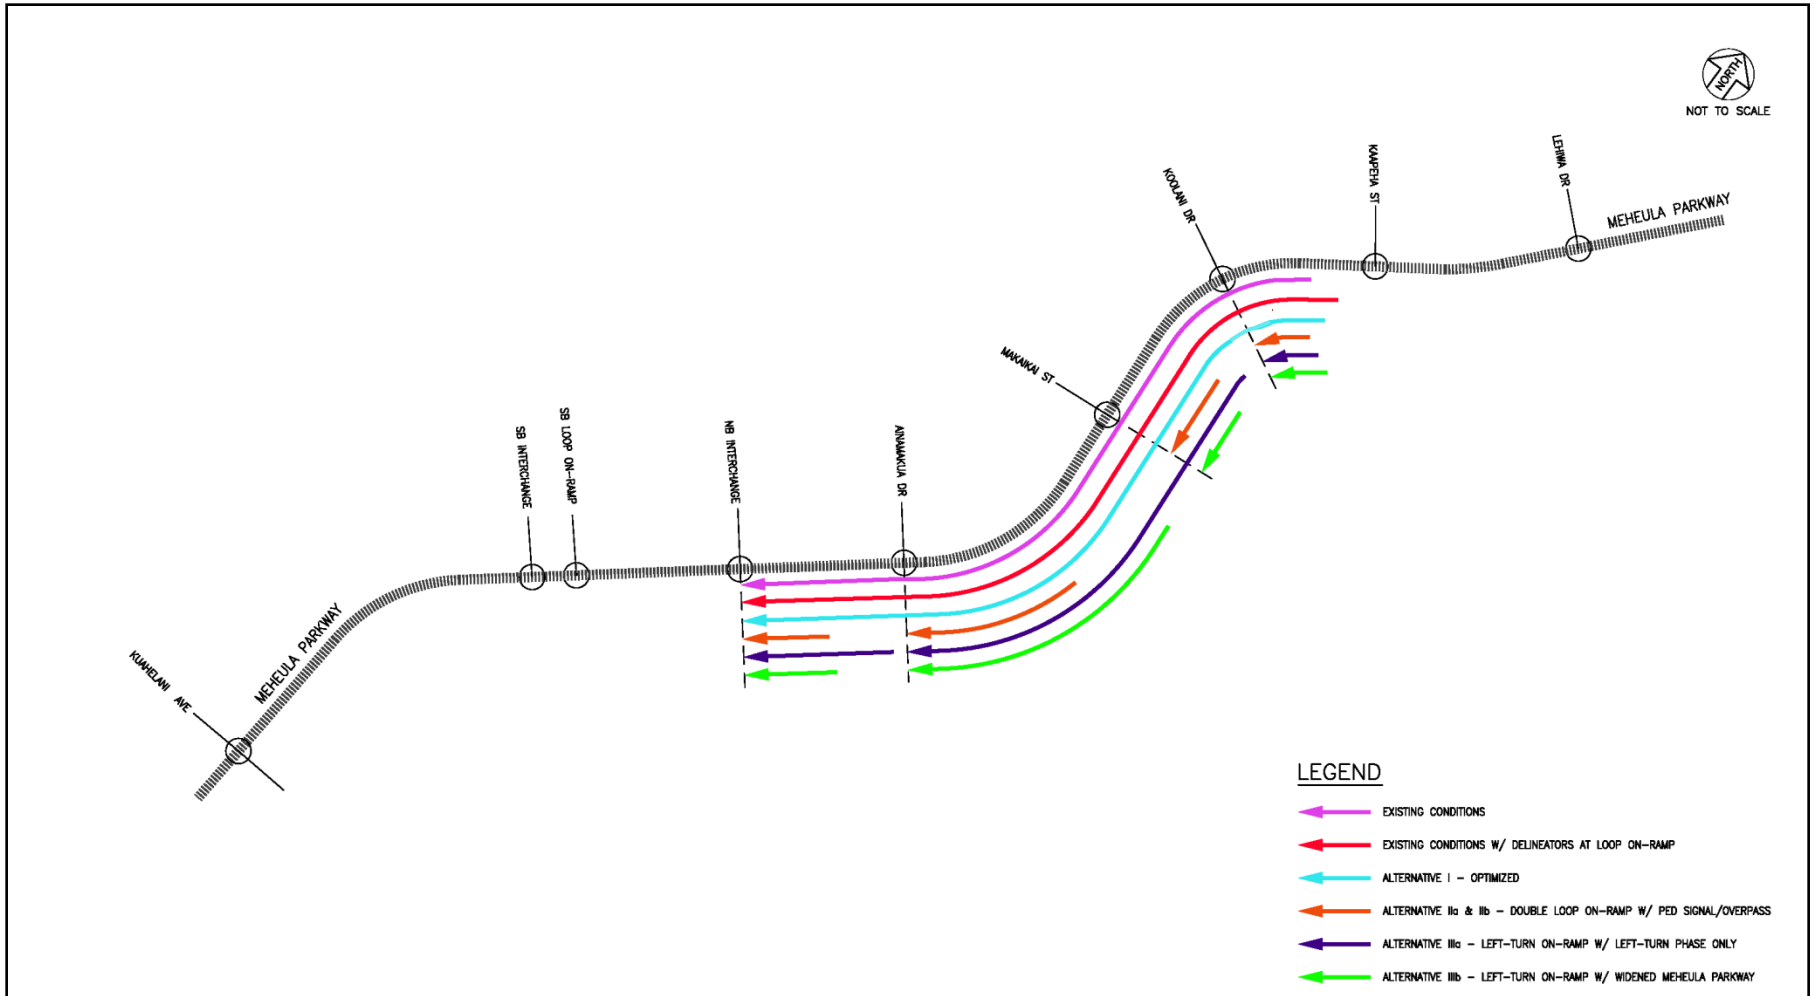 NORTH
NOT TO SCALE
LEHIWA DR
KAAPEHA ST
KOOLANI DR
MEHEULA PARKWAY
MAKAIKAI ST
AINAMAKUA DR
NB INTERCHANGE
SB LOOP ON-RAMP
SB INTERCHANGE
MEHEULA PARKWAY
KUAHELANI AVE
LEGEND
EXISTING CONDITIONS
EXISTING CONDITIONS W/ DELINEATORS AT LOOP ON-RAMP
ALTERNATIVE I - OPTIMIZED
ALTERNATIVE IIa & IIb - DOUBLE LOOP ON-RAMP W/ PED SIGNAL/OVERPASS
ALTERNATIVE IIIa - LEFT-TURN ON-RAMP W/ LEFT-TURN PHASE ONLY
ALTERNATIVE IIIb - LEFT-TURN ON-RAMP W/ WIDENED MEHEULA PARKWAY